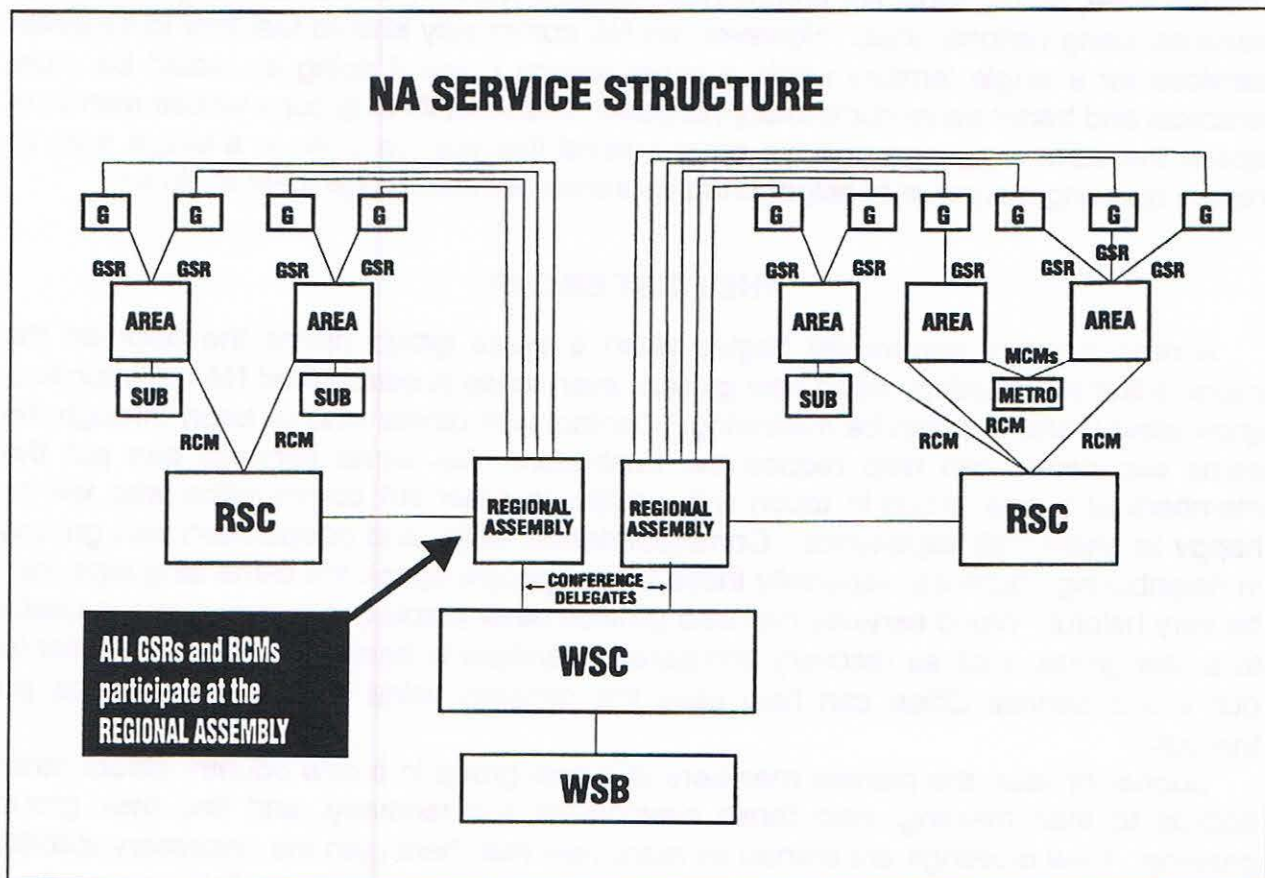 NA SERVICE STRUCTURE
G G G G G G G G G G
GSR GSR GSR GSR GSR GSR GSR GSR GSR GSR
AREA AREA AREA AREA AREA
MCMs
SUB SUB SUB METRO
RCM RCM RCM RCM RCM
RSC
REGIONAL
ASSEMBLY
REGIONAL
ASSEMBLY
RSC
CONFERENCE
DELEGATES
ALL GSRs and RCMs
participate at the
REGIONAL ASSEMBLY
WSC
WSB